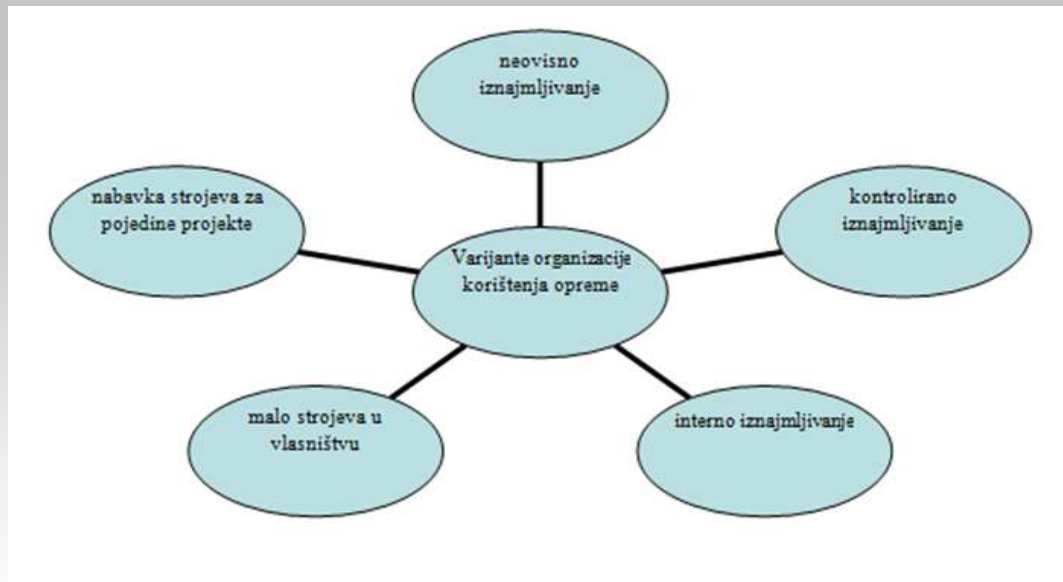 neovisno
iznajmljivanje
nabavka strojeva za
pojedine projekte
kontrolirano
iznajmljivanje
Varijante organizacije
korištenja opreme
malo strojeva u
vlasništvu
interno iznajmljivanje